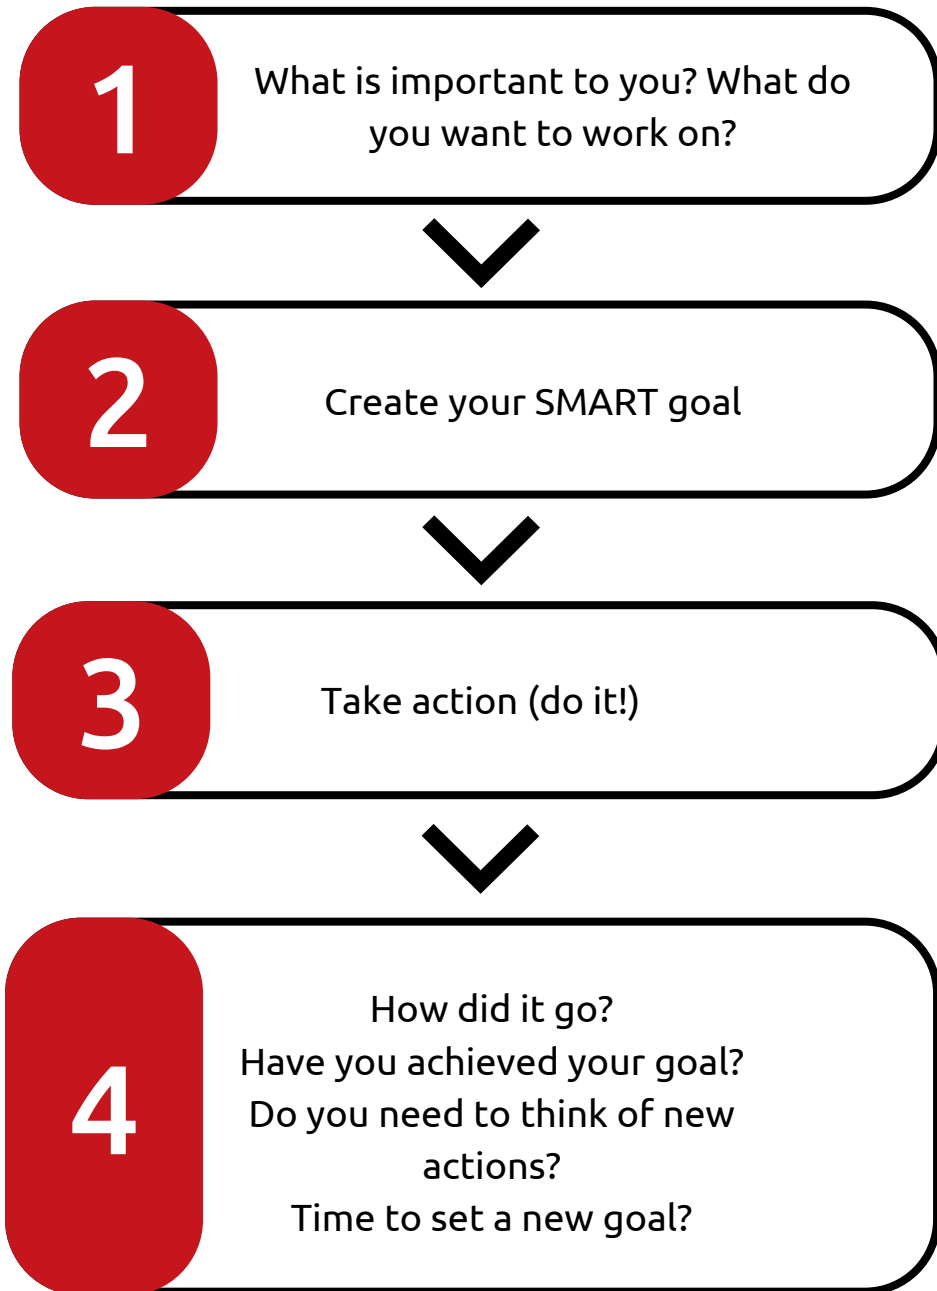 1
What is important to you? What do
you want to work on?
2
Create your SMART goal
3
Take action (do it!)
4
How did it go?
Have you achieved your goal?
Do you need to think of new
actions?
Time to set a new goal?